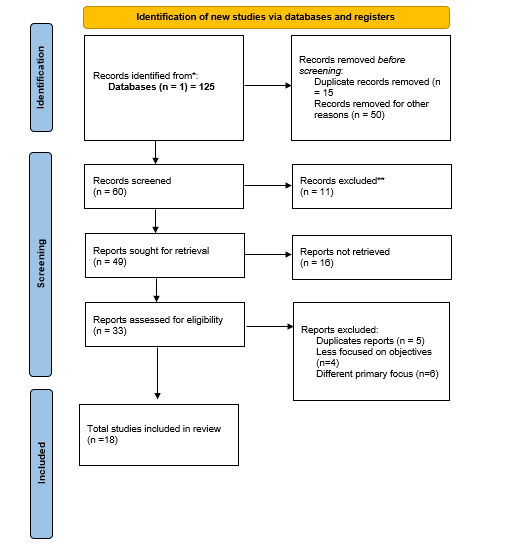 Identification of new studies via databases and registers
Identification
Records identified from*:
Databases (n = 1) = 125
Records removed before
screening:
Duplicate records removed (n
= 15
Records removed for other
reasons (n = 50)
Screening
Records screened
(n = 60)
Records excluded**
(n = 11)
Reports sought for retrieval
(n = 49)
Reports not retrieved
(n = 16)
Reports assessed for eligibility
(n = 33)
Reports excluded:
Duplicates reports (n = 5)
Less focused on objectives
(n=4)
Different primary focus (n=6)
Included
Total studies included in review
(n =18)